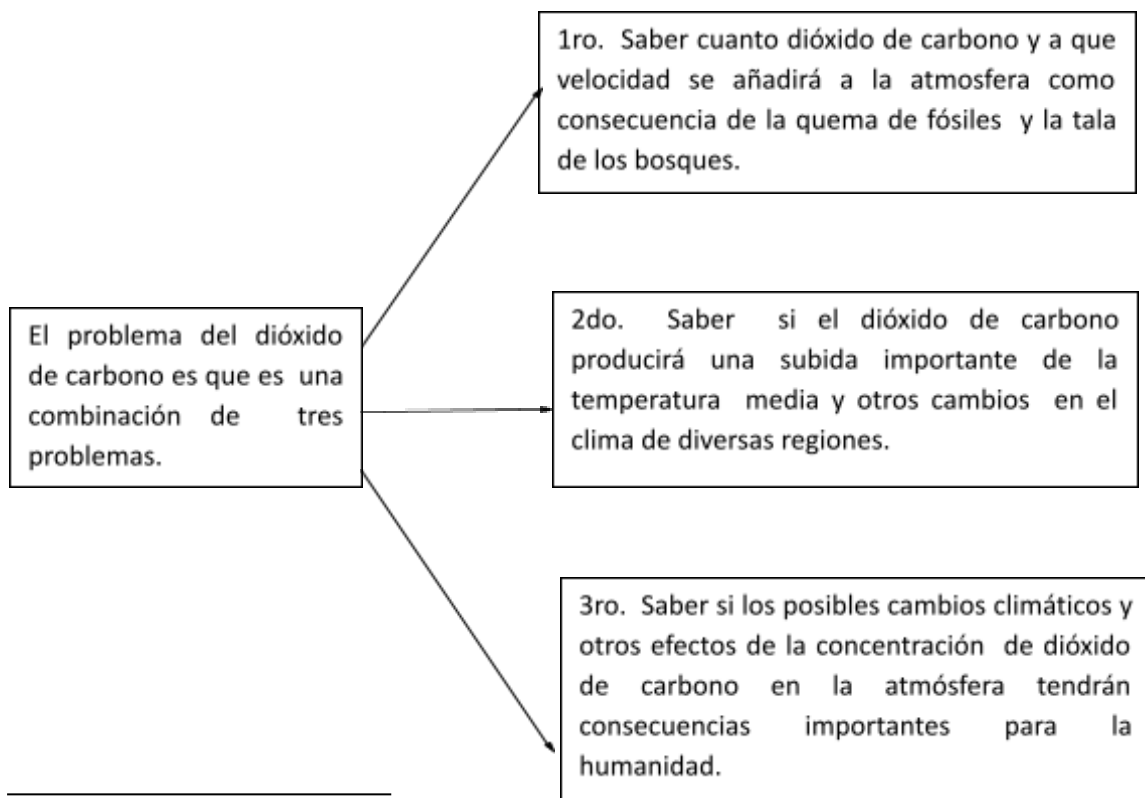 El problema del dióxido
de carbono es que es una
combinación de tres
problemas.
1ro. Saber cuanto dióxido de carbono y a que
velocidad se añadirá a la atmosfera como
consecuencia de la quema de fósiles y la tala
de los bosques.
2do. Saber si el dióxido de carbono
producirá una subida importante de la
temperatura media y otros cambios en el
clima de diversas regiones.
3ro. Saber si los posibles cambios climáticos y
otros efectos de la concentración de dióxido
de carbono en la atmósfera tendrán
consecuencias importantes para la
humanidad.